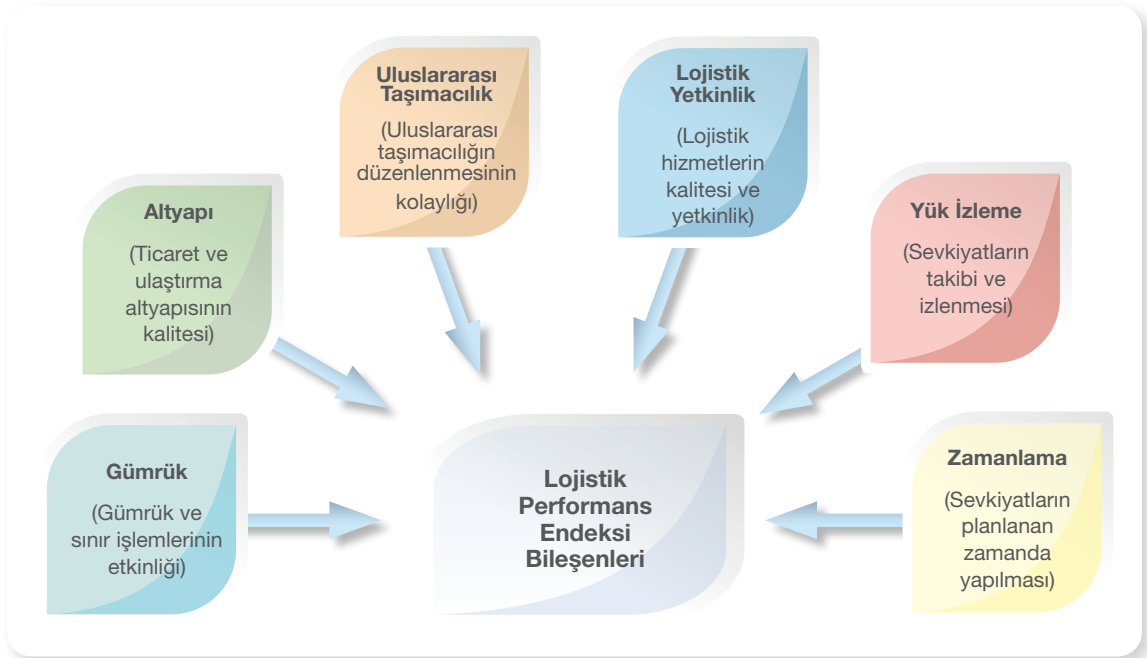 Uluslararası
Taşımacılık
(Uluslararası
taşımacılığın
düzenlenmesinin
kolaylığı)
Lojistik
Yetkinlik
(Lojistik
hizmetlerin
kalitesi ve
yetkinlik)
Altyapı
(Ticaret ve
ulaştırma
altyapısının
kalitesi)
Yük İzleme
(Sevkiyatların
takibi ve
izlenmesi)
Gümrük
(Gümrük ve
sınır işlemlerinin
etkinliği)
Lojistik
Performans
Endeksi
Bileşenleri
Zamanlama
(Sevkiyatların
planlanan
zamanda
yapılması)